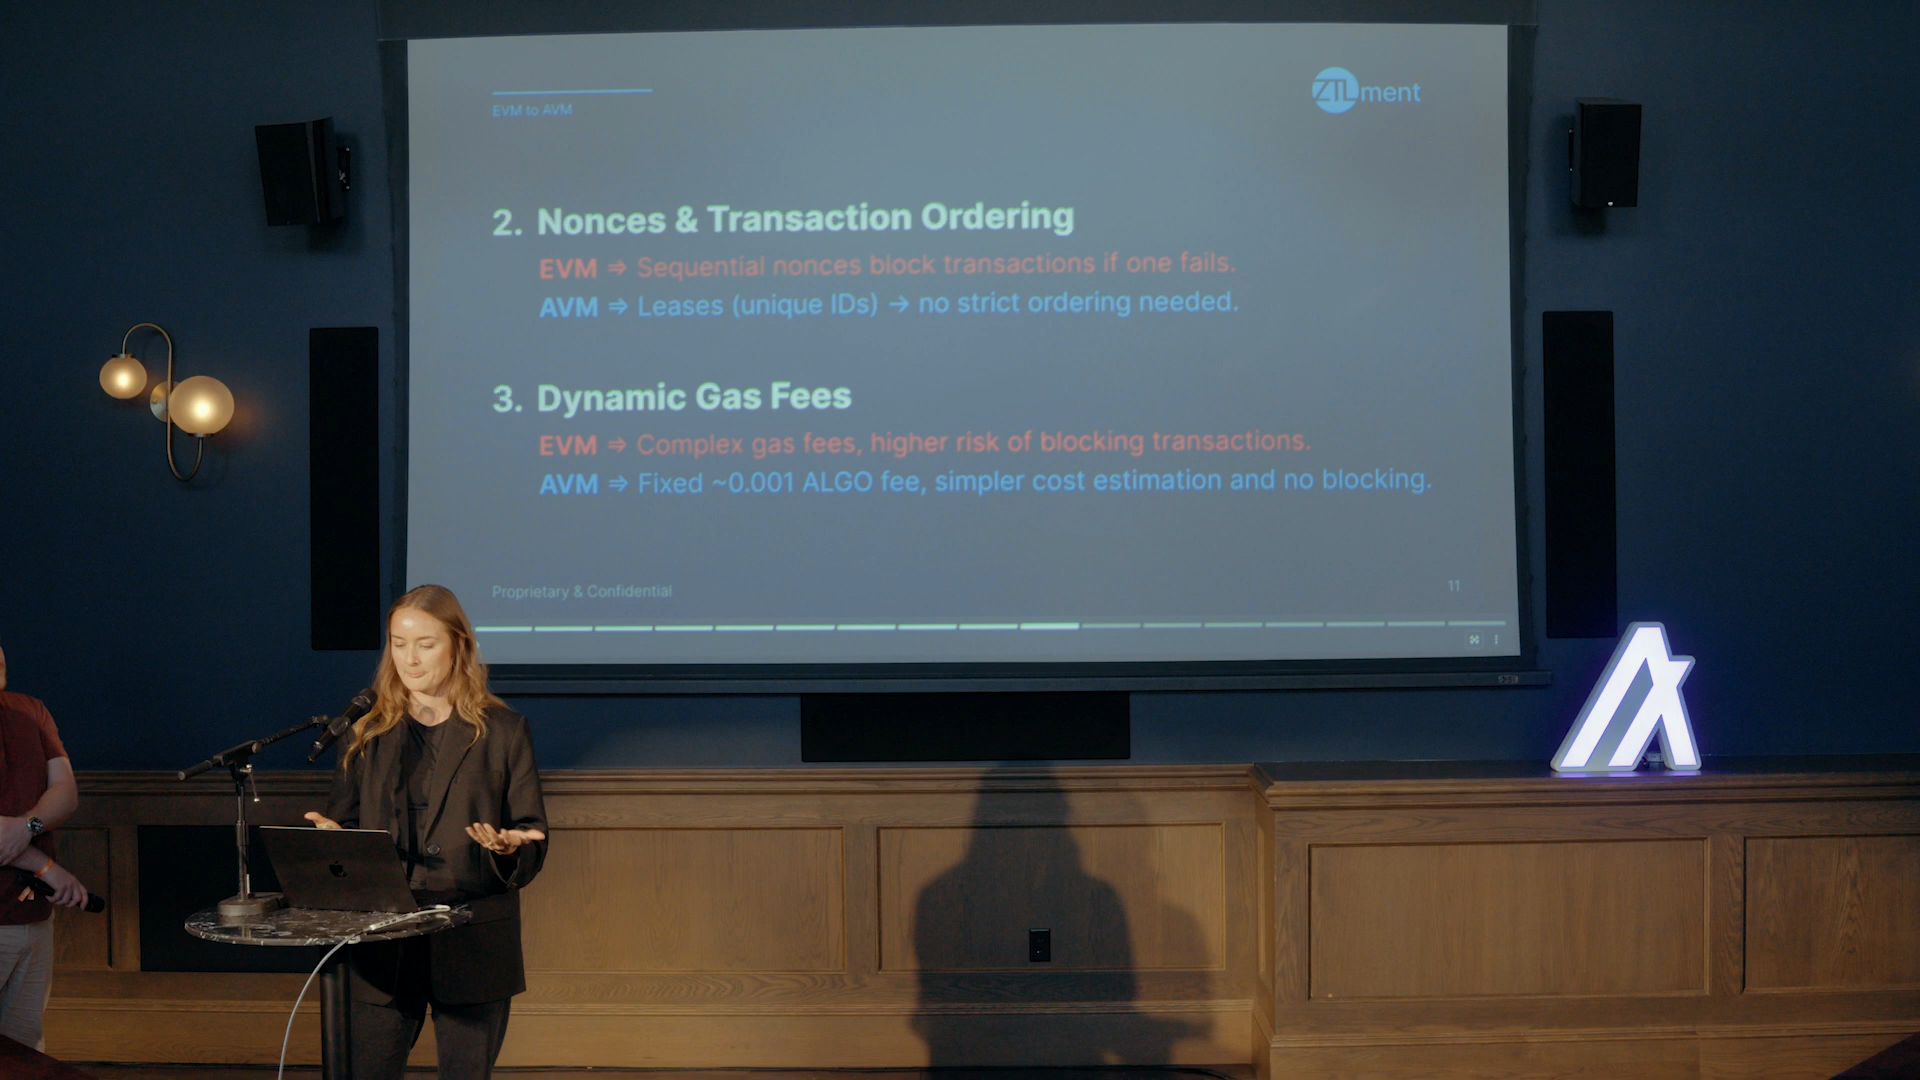 EVM to AVM
ZTLment
2. Nonces & Transaction Ordering
EVM ⇒ Sequential nonces block transactions if one fails.
AVM ⇒ Leases (unique IDs) → no strict ordering needed.
3. Dynamic Gas Fees
EVM ⇒ Complex gas fees, higher risk of blocking transactions.
AVM ⇒ Fixed ~0.001 ALGO fee, simpler cost estimation and no blocking.
Proprietary & Confidential
11